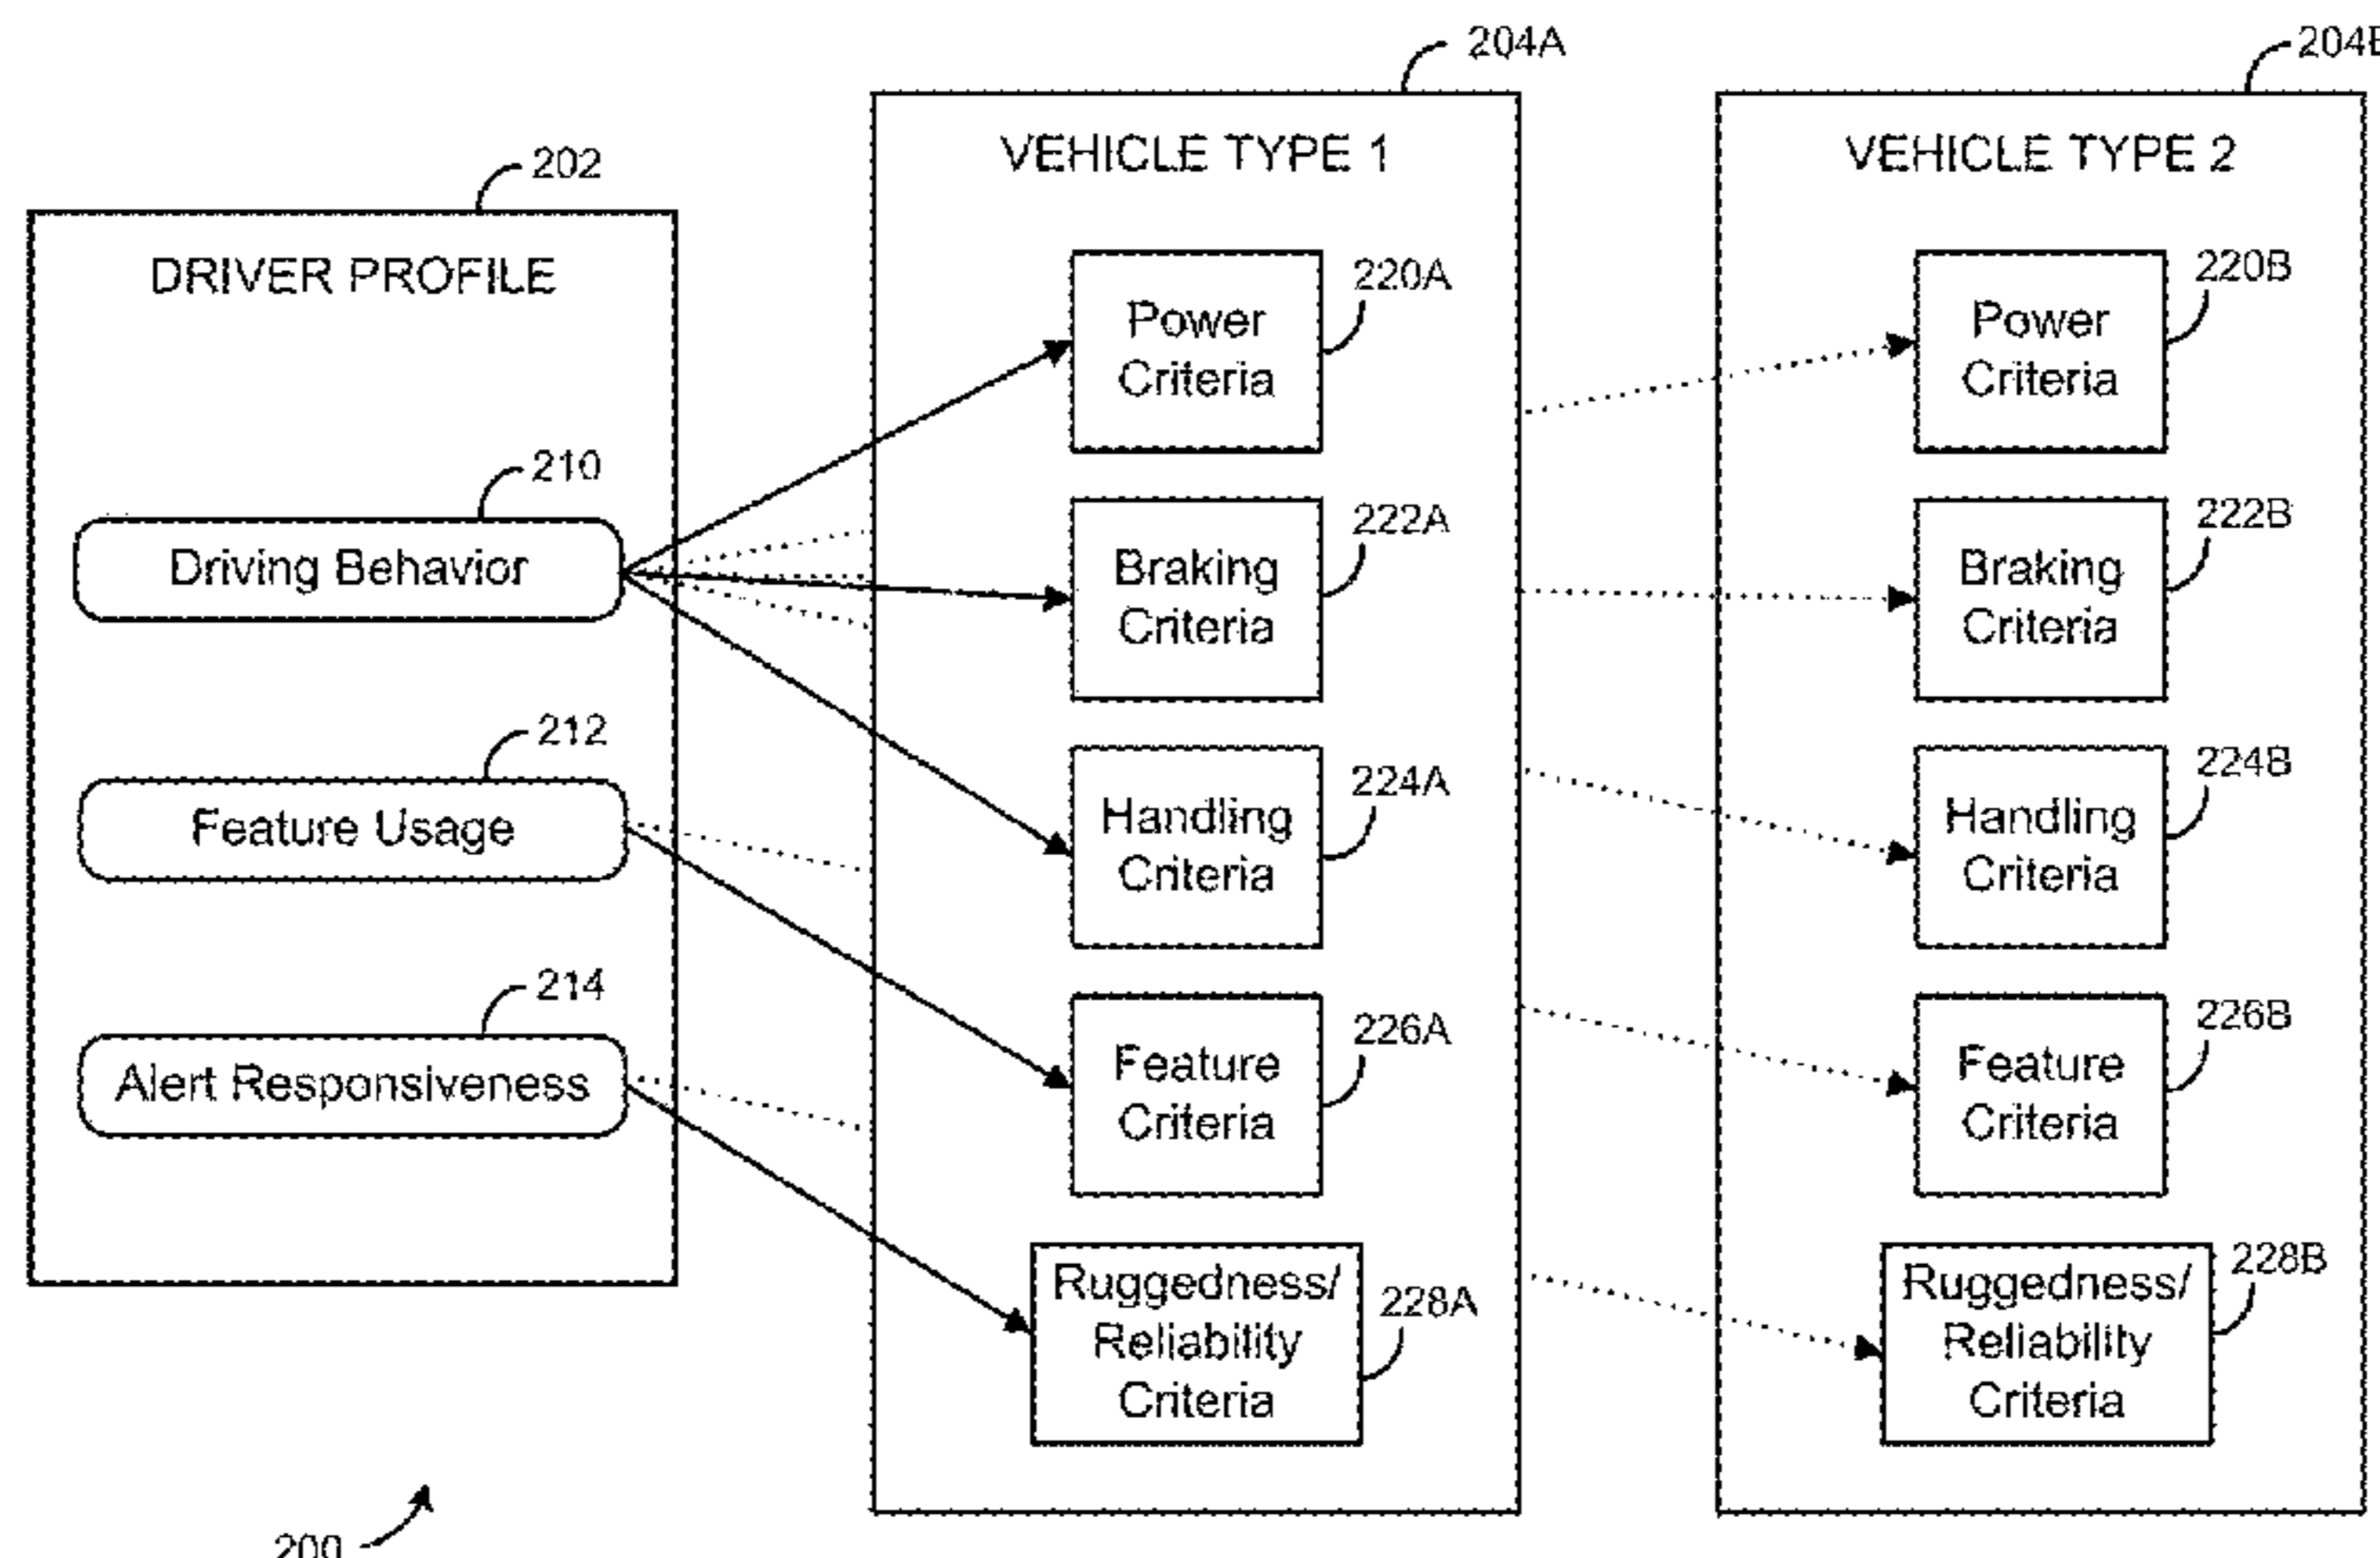 204A
204B
VEHICLE TYPE 1
VEHICLE TYPE 2
202
DRIVER PROFILE
220A
220B
Power
Criteria
Power
Criteria
210
Driving Behavior
222A
222B
Braking
Criteria
Braking
Criteria
212
Feature Usage
224A
224B
Handling
Criteria
Handling
Criteria
214
Alert Responsiveness
226A
226B
Feature
Criteria
Feature
Criteria
228A
228B
Ruggedness/
Reliability
Criteria
Ruggedness/
Reliability
Criteria
200